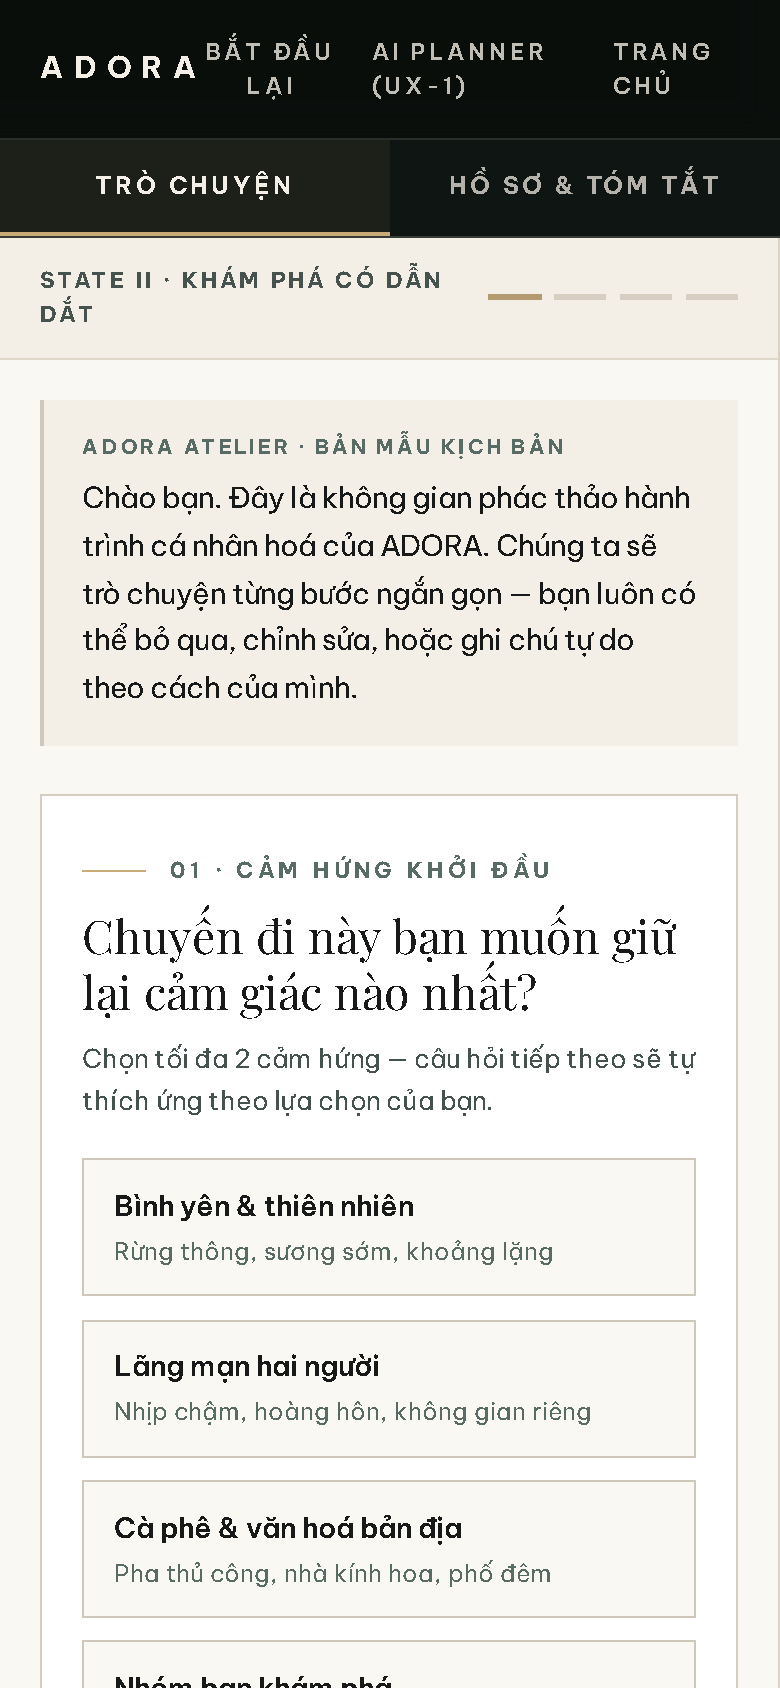 ADORA
BẮT ĐẦU
LẠI
AI PLANNER
(UX-1)
TRANG
CHỦ
TRÒ CHUYỆN
HỒ SƠ & TÓM TẮT
STATE II · KHÁM PHÁ CÓ DẪN
DẮT
ADORA ATELIER · BẢN MẪU KỊCH BẢN
Chào bạn. Đây là không gian phác thảo hành
trình cá nhân hoá của ADORA. Chúng ta sẽ
trò chuyện từng bước ngắn gọn — bạn luôn có
thể bỏ qua, chỉnh sửa, hoặc ghi chú tự do
theo cách của mình.
01 · CẢM HỨNG KHỞI ĐẦU
Chuyến đi này bạn muốn giữ
lại cảm giác nào nhất?
Chọn tối đa 2 cảm hứng — câu hỏi tiếp theo sẽ tự
thích ứng theo lựa chọn của bạn.
Bình yên & thiên nhiên
Rừng thông, sương sớm, khoảng lặng
Lãng mạn hai người
Nhịp chậm, hoàng hôn, không gian riêng
Cà phê & văn hoá bản địa
Pha thủ công, nhà kính hoa, phố đêm
Nhóm bạn khám phá